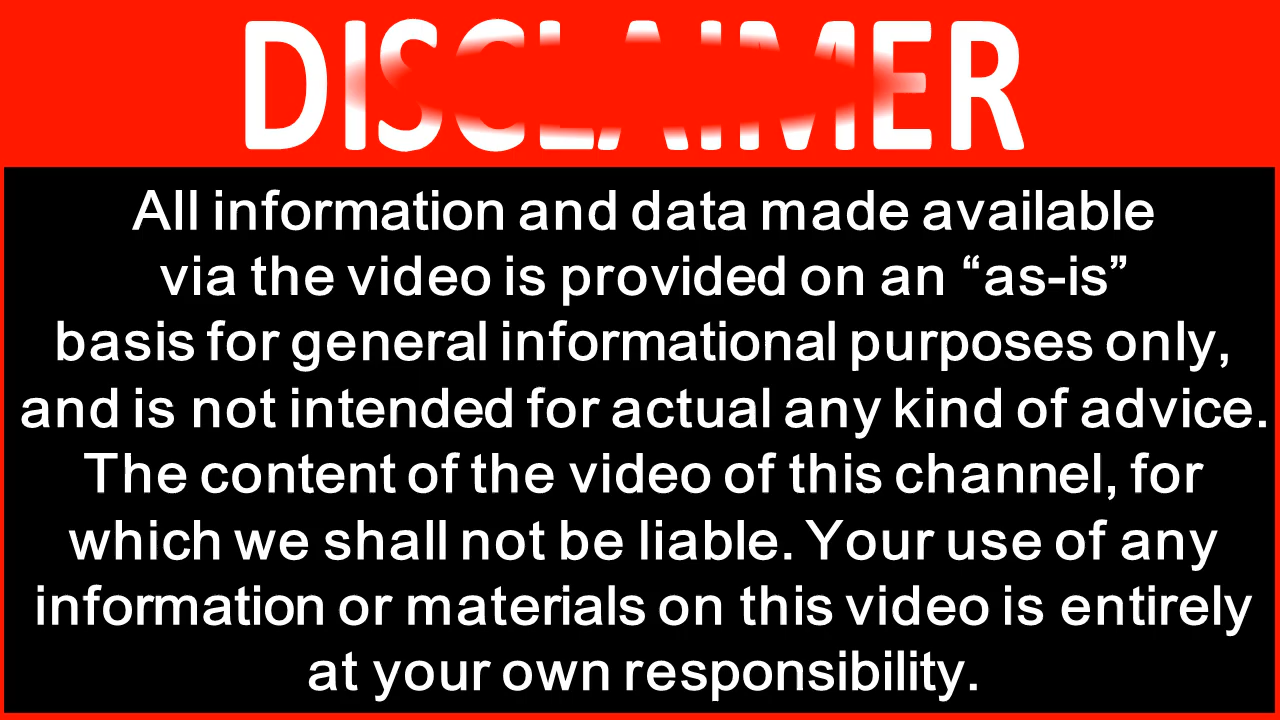 DISCLAIMER
All information and data made available
via the video is provided on an “as-is”
basis for general informational purposes only,
and is not intended for actual any kind of advice.
The content of the video of this channel, for
which we shall not be liable. Your use of any
information or materials on this video is entirely
at your own responsibility.